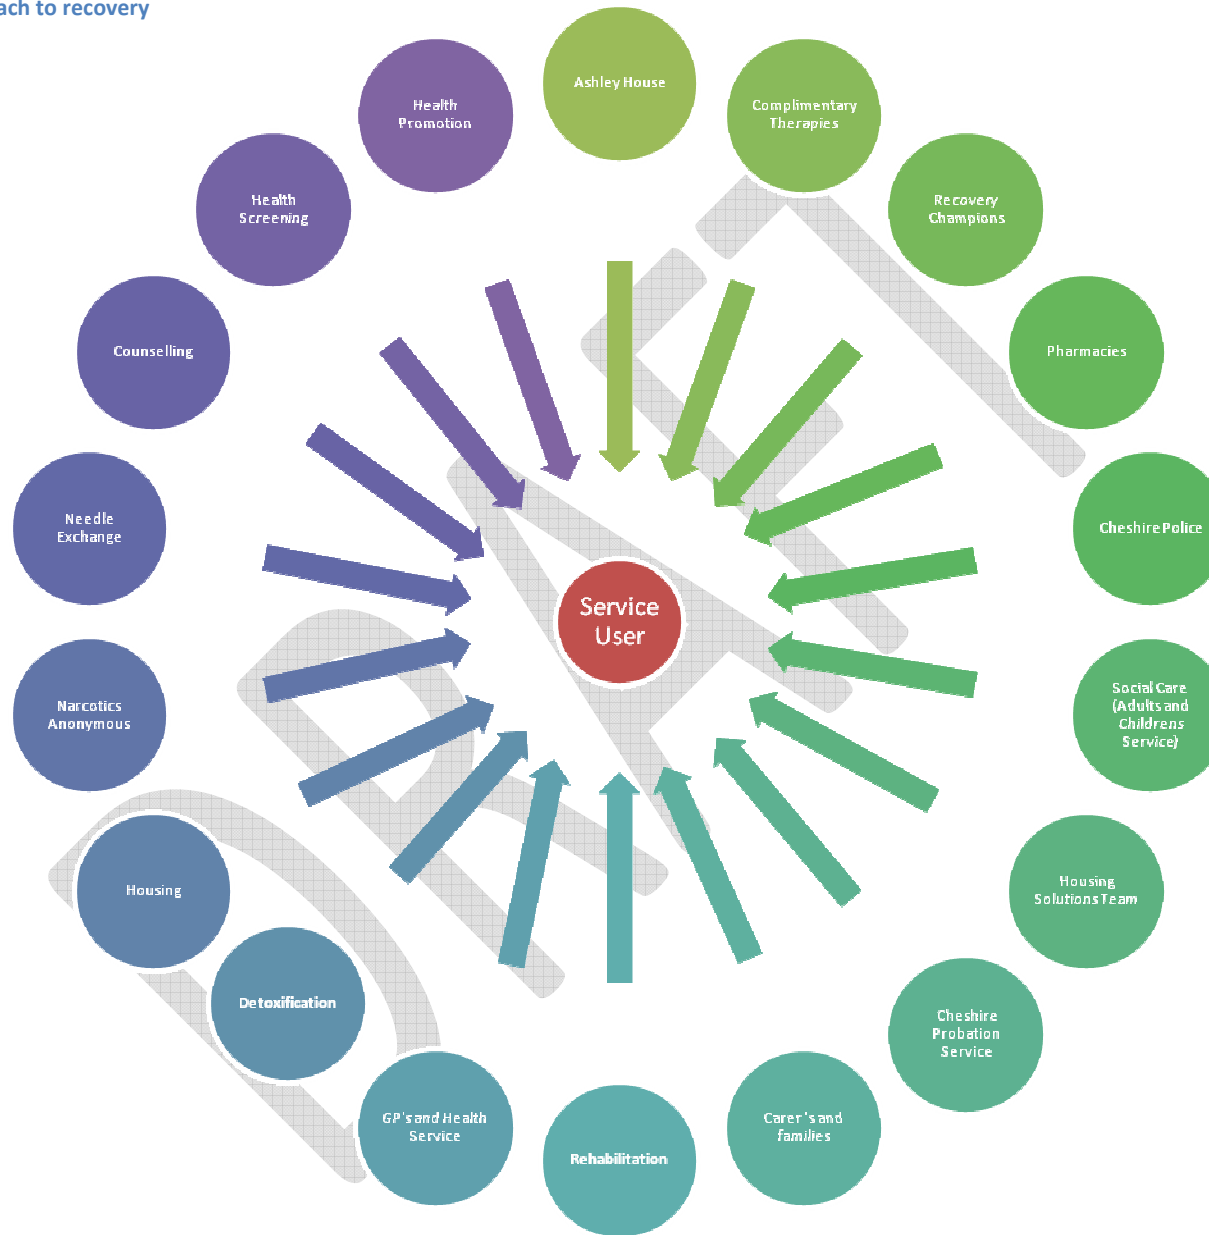 ach to recovery
Ashley House
Complimentary
Therapies
Recovery
Champions
Pharmacies
Cheshire Police
Social Care
(Adults and
Childrens
Service)
Housing
Solutions Team
Cheshire
Probation
Service
Carer's and
families
Rehabilitation
GP's and Health
Service
Detoxification
Housing
Narcotics
Anonymous
Needle
Exchange
Counselling
Health
Screening
Health
Promotion
Service
User
DRAFT